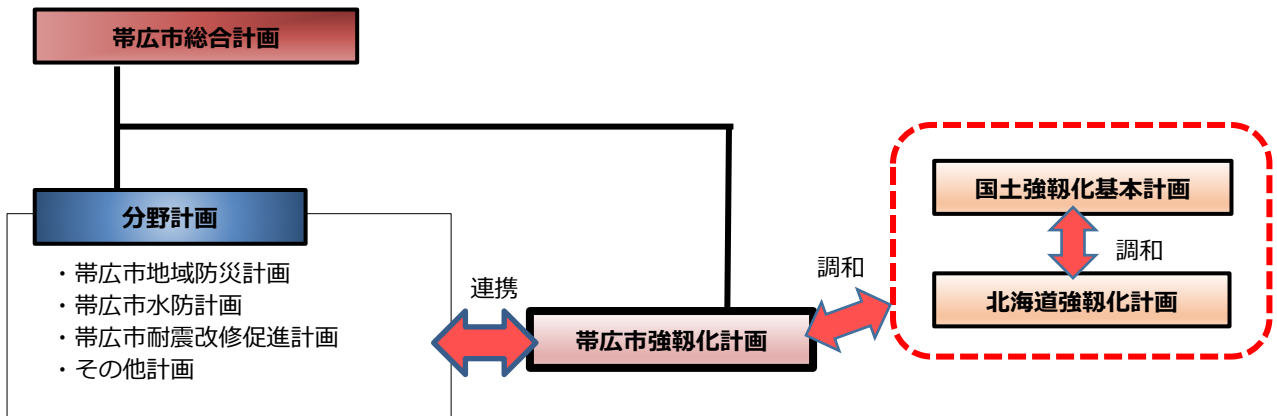 帯広市総合計画
分野計画
・帯広市地域防災計画
・帯広市水防計画
・帯広市耐震改修促進計画
・その他計画
連携
帯広市強靱化計画
調和
国土強靱化基本計画
調和
北海道強靱化計画